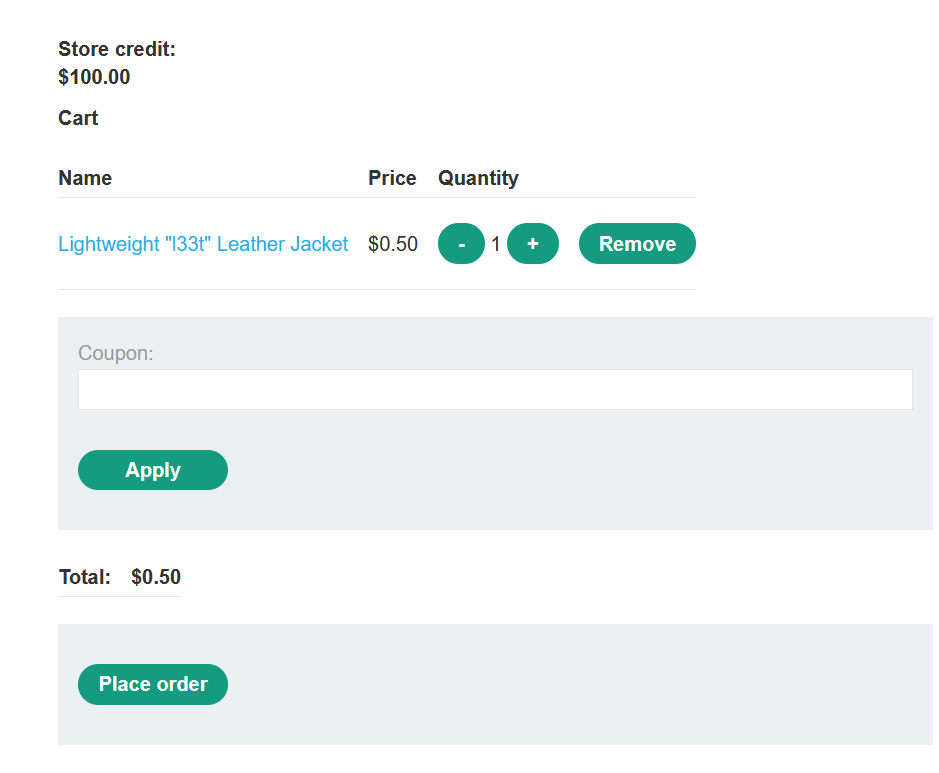 Store credit:
$100.00
Cart
Name Price Quantity
Lightweight "l33t" Leather Jacket $0.50 - 1 + Remove
Coupon:
Apply
Total: $0.50
Place order